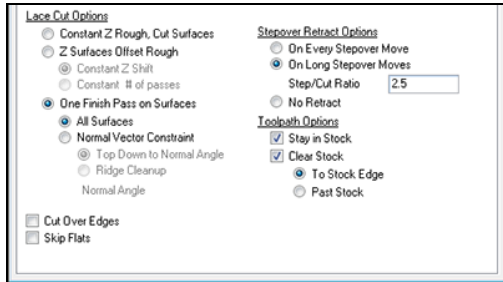 Lace Cut Options
Constant Z Rough, Cut Surfaces
Z Surfaces Offset Rough
Constant Z Shift
Constant # of passes
One Finish Pass on Surfaces
All Surfaces
Normal Vector Constraint
Top Down to Normal Angle
Ridge Cleanup
Normal Angle
Cut Over Edges
Skip Flats
Stepover Retract Options
On Every Stepover Move
On Long Stepover Moves
Step/Cut Ratio 2.5
No Retract
Toolpath Options
Stay in Stock
Clear Stock
To Stock Edge
Past Stock